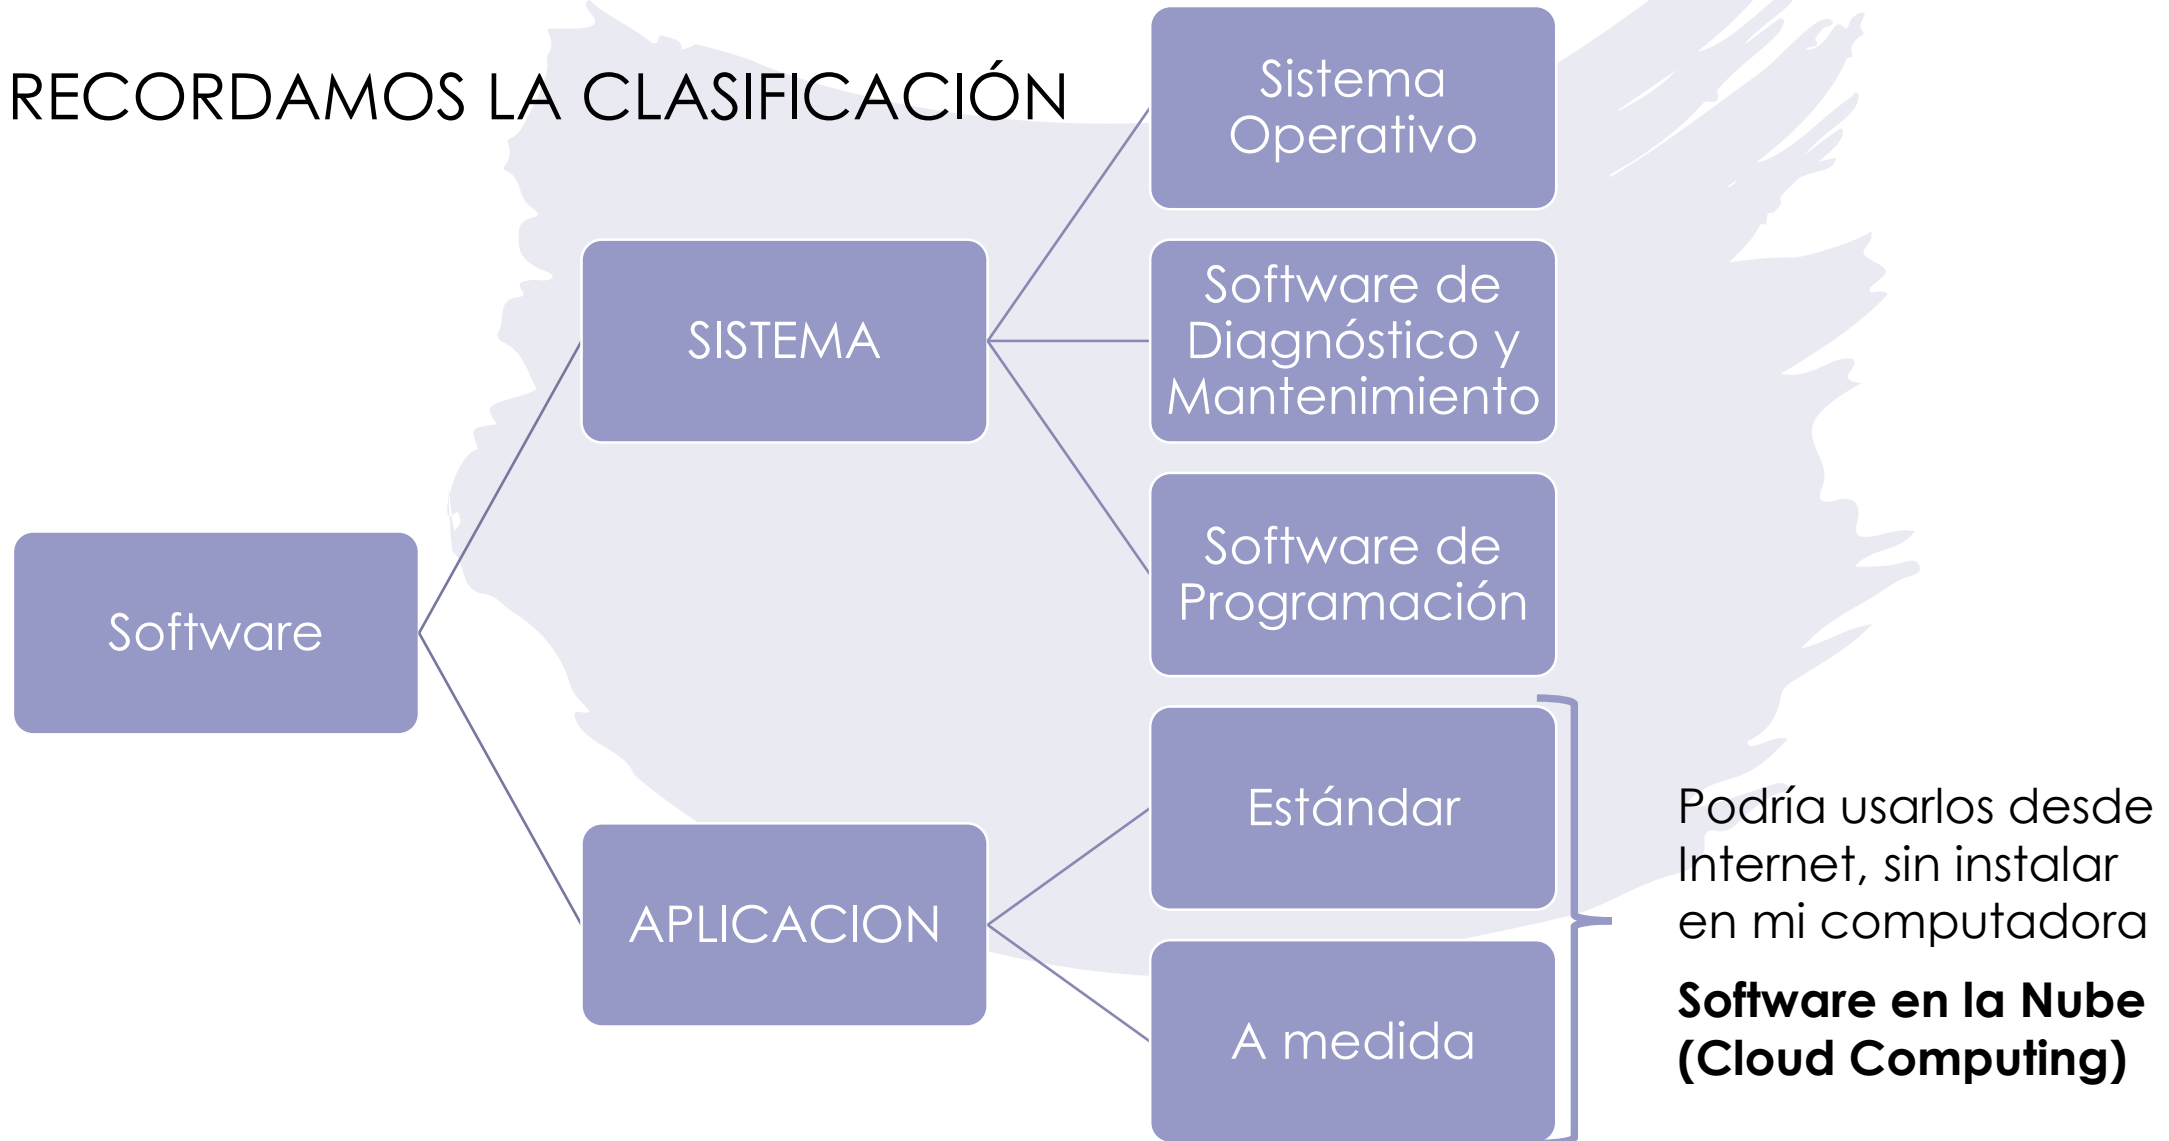 RECORDAMOS LA CLASIFICACIÓN
Software
SISTEMA
Sistema
Operativo
Software de
Diagnóstico y
Mantenimiento
Software de
Programación
APLICACION
Estándar
A medida
Podría usarlos desde
Internet, sin instalar
en mi computadora
Software en la Nube
(Cloud Computing)